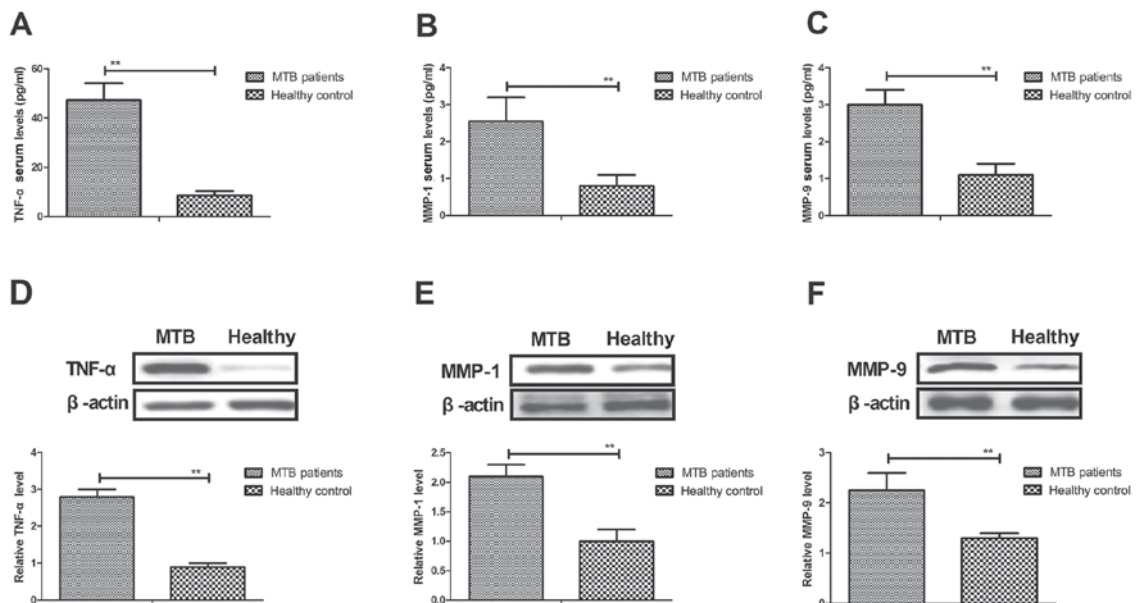 A
TNF-α serum levels (pg/ml)
60
40
20
0
**
MTB patients
Healthy control
B
MMP-1 serum levels (pg/ml)
4
3
2
1
0
**
MTB patients
Healthy control
C
MMP-9 serum levels (pg/ml)
4
3
2
1
0
**
MTB patients
Healthy control
D
MTB Healthy
TNF-α
β -actin
Relative TNF-α level
4
3
2
1
0
**
MTB patients
Healthy control
E
MTB Healthy
MMP-1
β -actin
Relative MMP-1 level
2.5
2.0
1.5
1.0
0.5
0.0
**
MTB patients
Healthy control
F
MTB Healthy
MMP-9
β -actin
Relative MMP-9 level
3
2
1
0
**
MTB patients
Healthy control